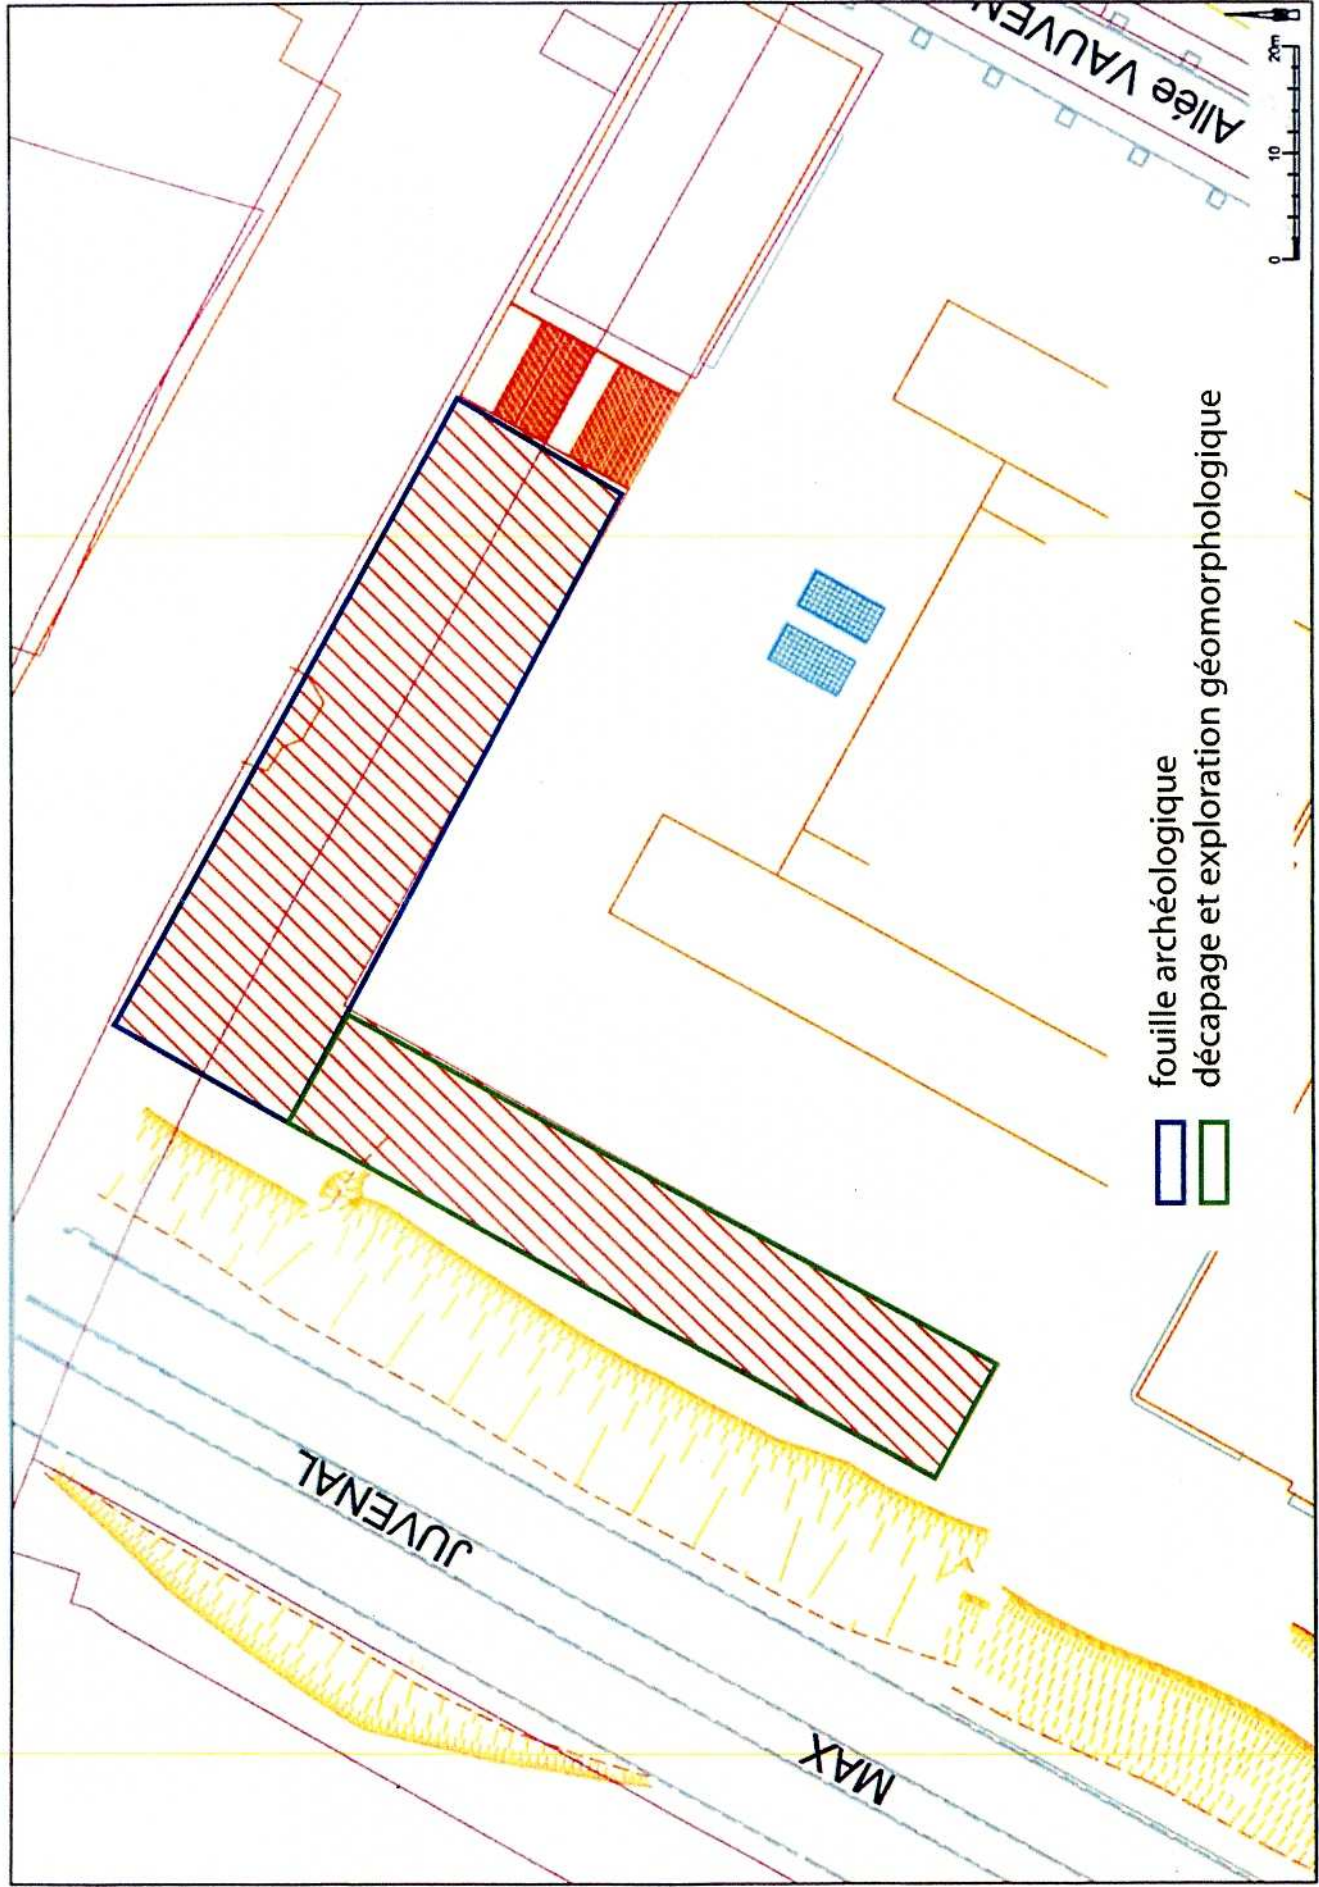 JUVENAL
MAX
fouille archéologique
décapage et exploration géomorphologique
Allée VAUVEN
0 10 20m